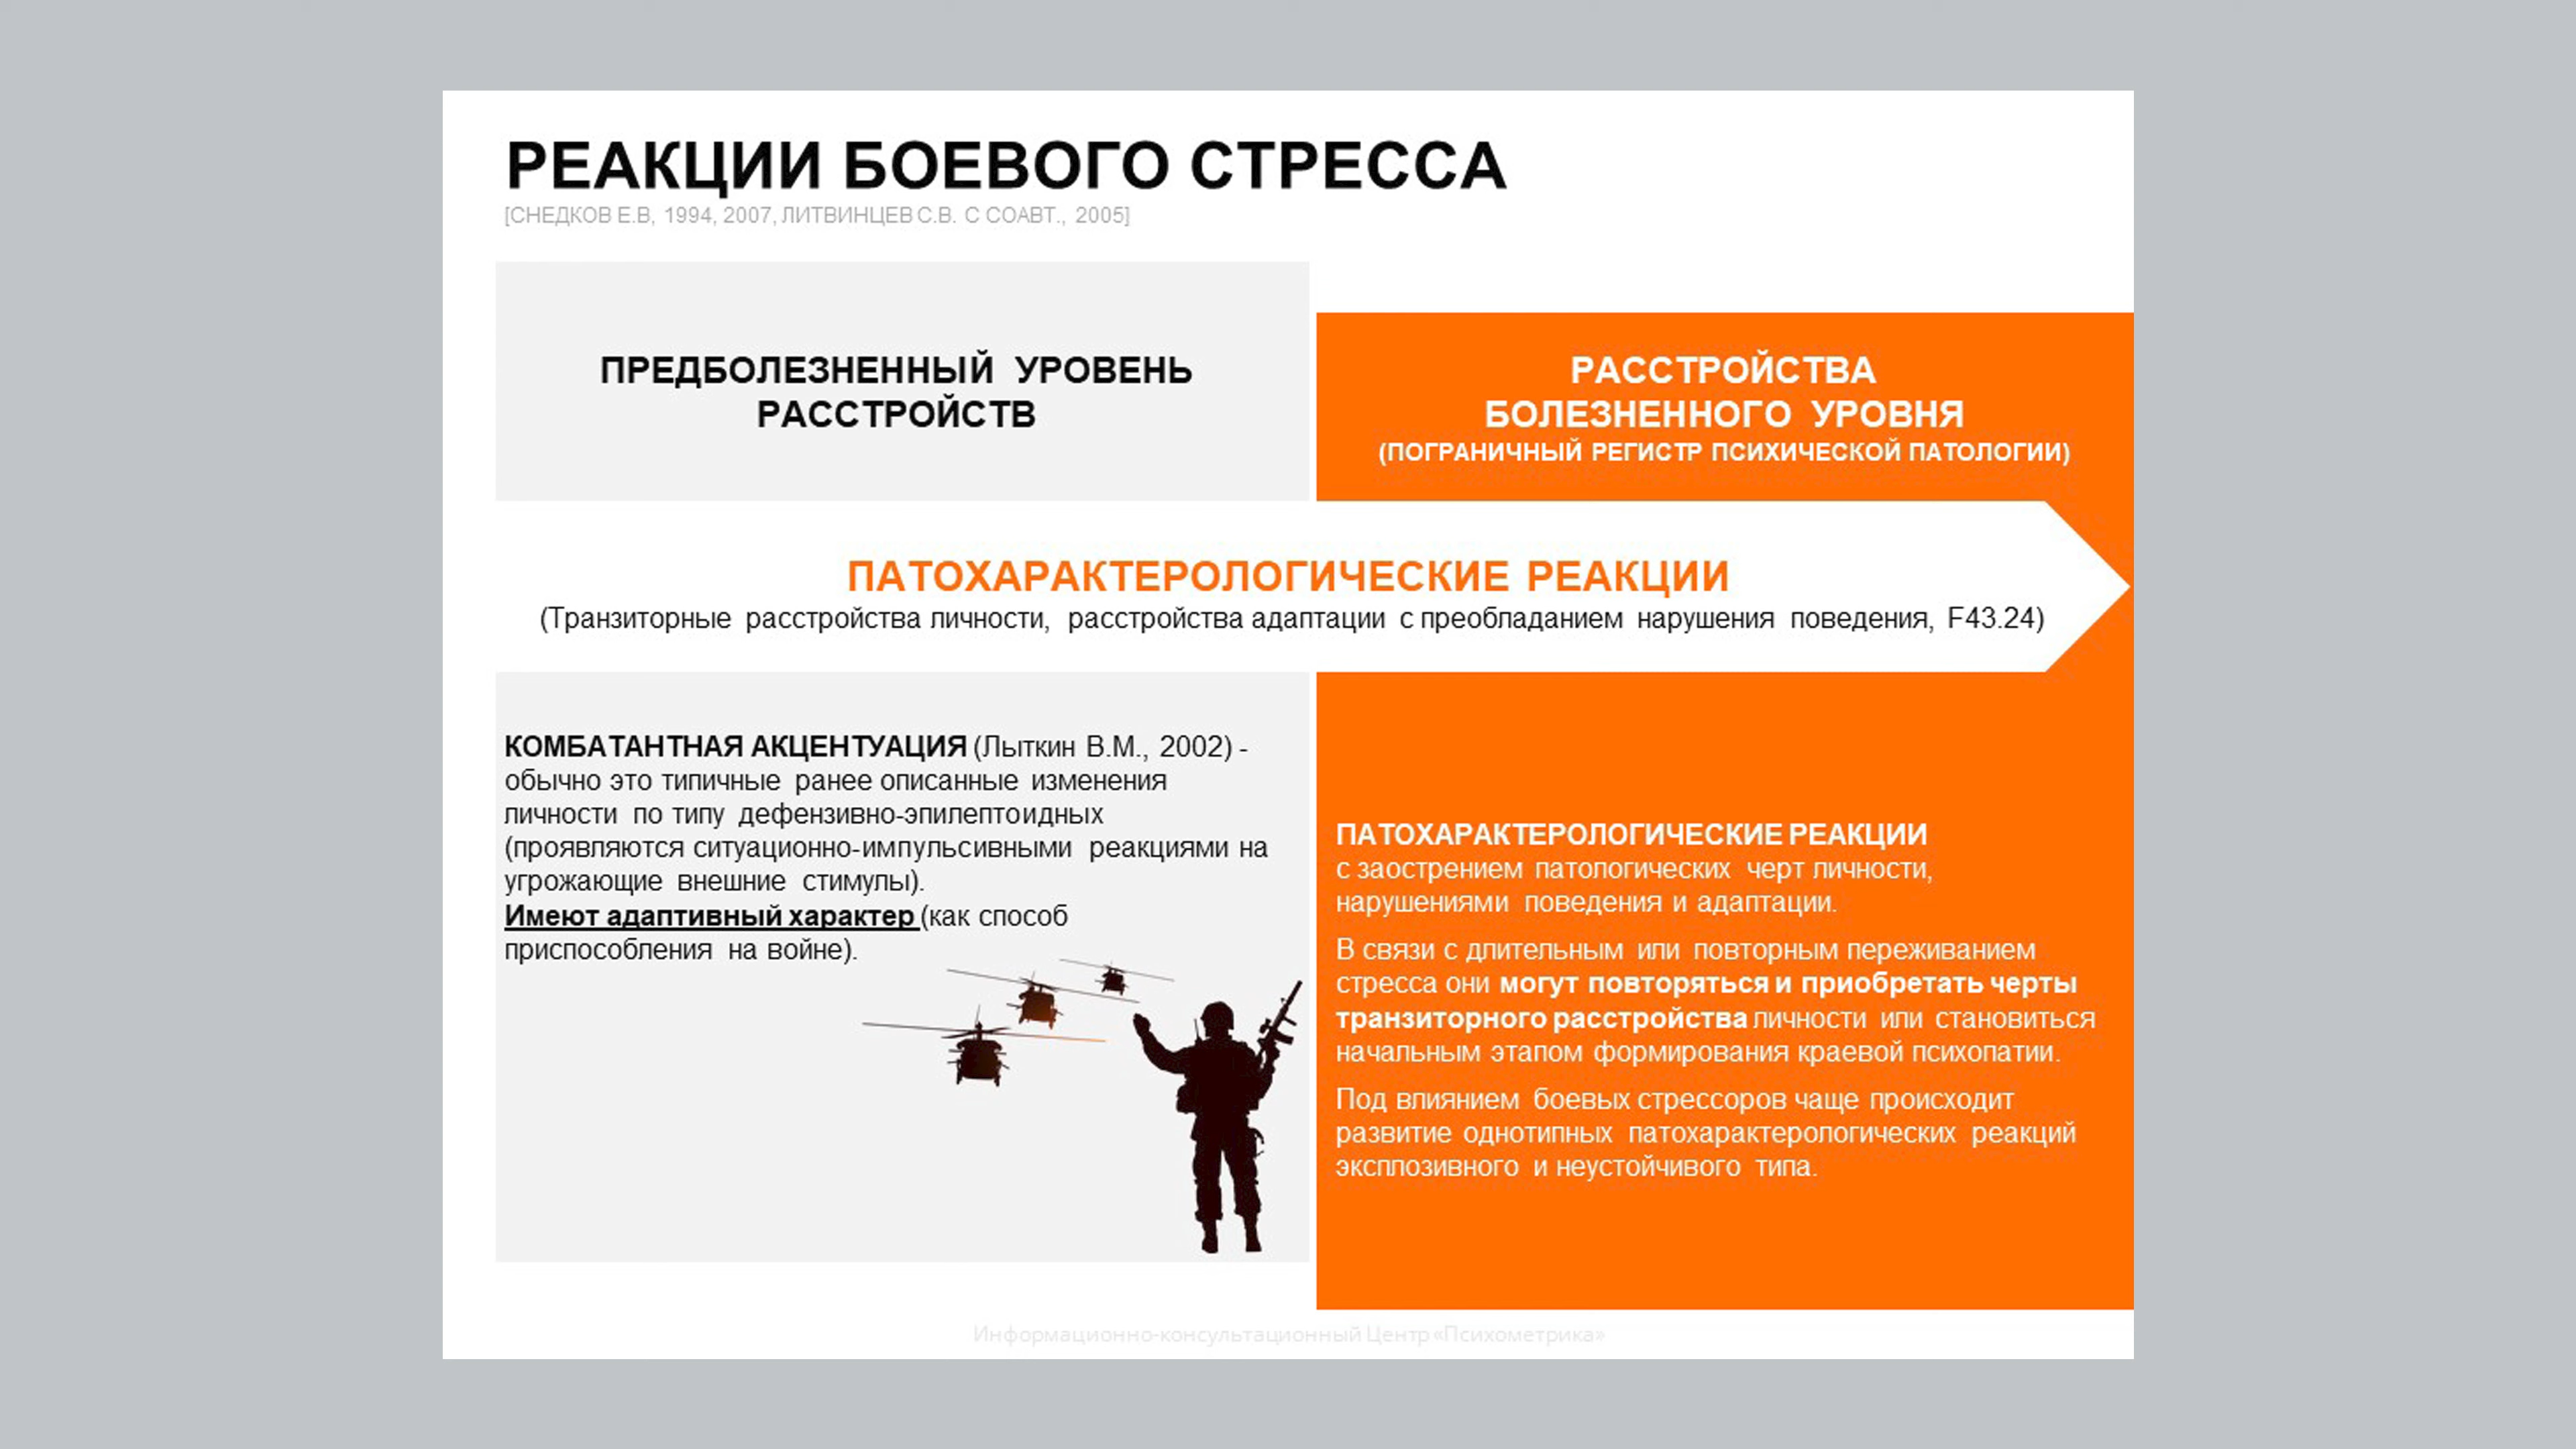 РЕАКЦИИ БОЕВОГО СТРЕССА
[СНЕДКОВ Е.В, 1994, 2007, ЛИТВИНЦЕВ С.В. С СОАВТ., 2005]
ПРЕДБОЛЕЗНЕННЫЙ УРОВЕНЬ
РАССТРОЙСТВ
РАССТРОЙСТВА
БОЛЕЗНЕННОГО УРОВНЯ
(ПОГРАНИЧНЫЙ РЕГИСТР ПСИХИЧЕСКОЙ ПАТОЛОГИИ)
ПАТОХАРАКТЕРОЛОГИЧЕСКИЕ РЕАКЦИИ
(Транзиторные расстройства личности, расстройства адаптации с преобладанием нарушения поведения, F43.24)
КОМБАТАНТНАЯ АКЦЕНТУАЦИЯ (Лыткин В.М., 2002) -
обычно это типичные ранее описанные изменения
личности по типу дефензивно-эпилептоидных
(проявляются ситуационно-импульсивными реакциями на
угрожающие внешние стимулы).
Имеют адаптивный характер (как способ
приспособления на войне).
ПАТОХАРАКТЕРОЛОГИЧЕСКИЕ РЕАКЦИИ
с заострением патологических черт личности,
нарушениями поведения и адаптации.
В связи с длительным или повторным переживанием
стресса они могут повторяться и приобретать черты
транзиторного расстройства личности или становиться
начальным этапом формирования краевой психопатии.
Под влиянием боевых стрессоров чаще происходит
развитие однотипных патохарактерологических реакций
эксплозивного и неустойчивого типа.
Информационно-консультационный Центр «Психометрика»